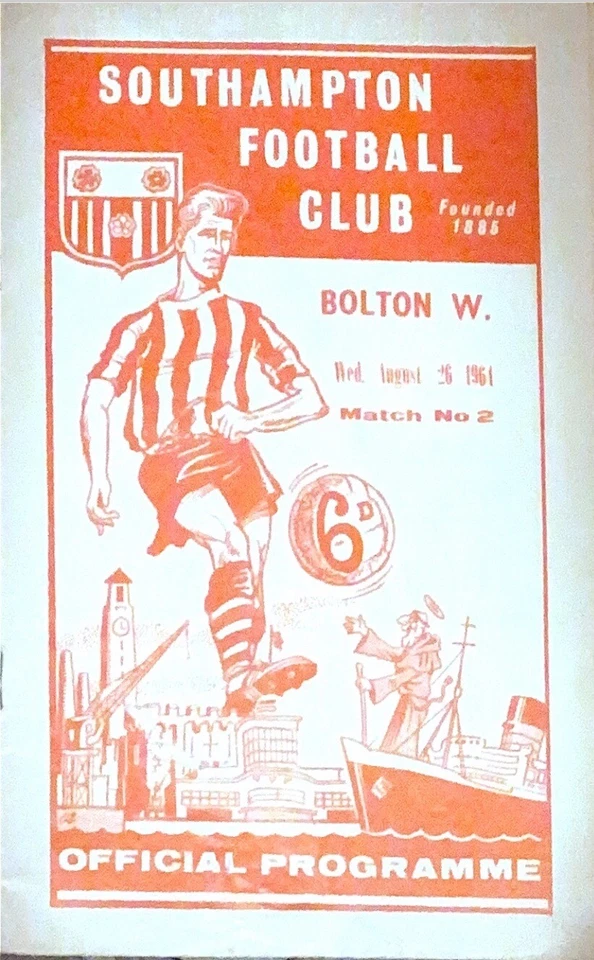 SOUTHAMPTON
FOOTBALL
CLUB Founded
1885
BOLTON W.
Wed. August 26 1964
Match No 2
6D
OFFICIAL PROGRAMME